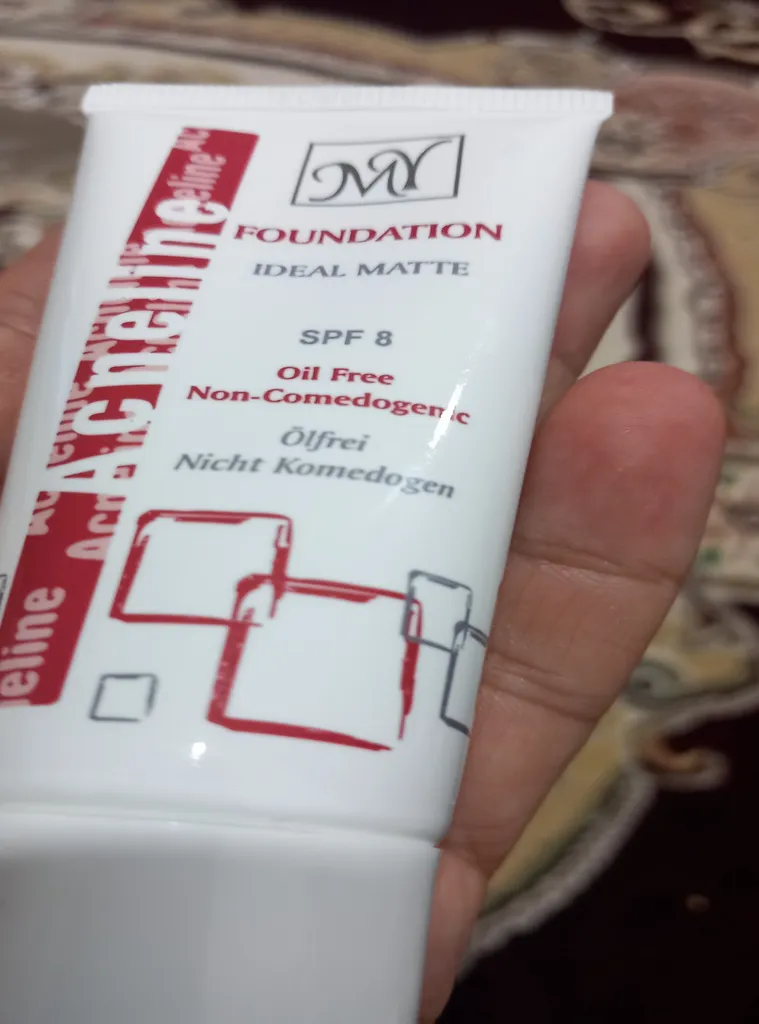 MY
FOUNDATION
IDEAL MATTE
SPF 8
Oil Free
Non-Comedogenic
Ölfrei
Nicht Komedogen
Acneline